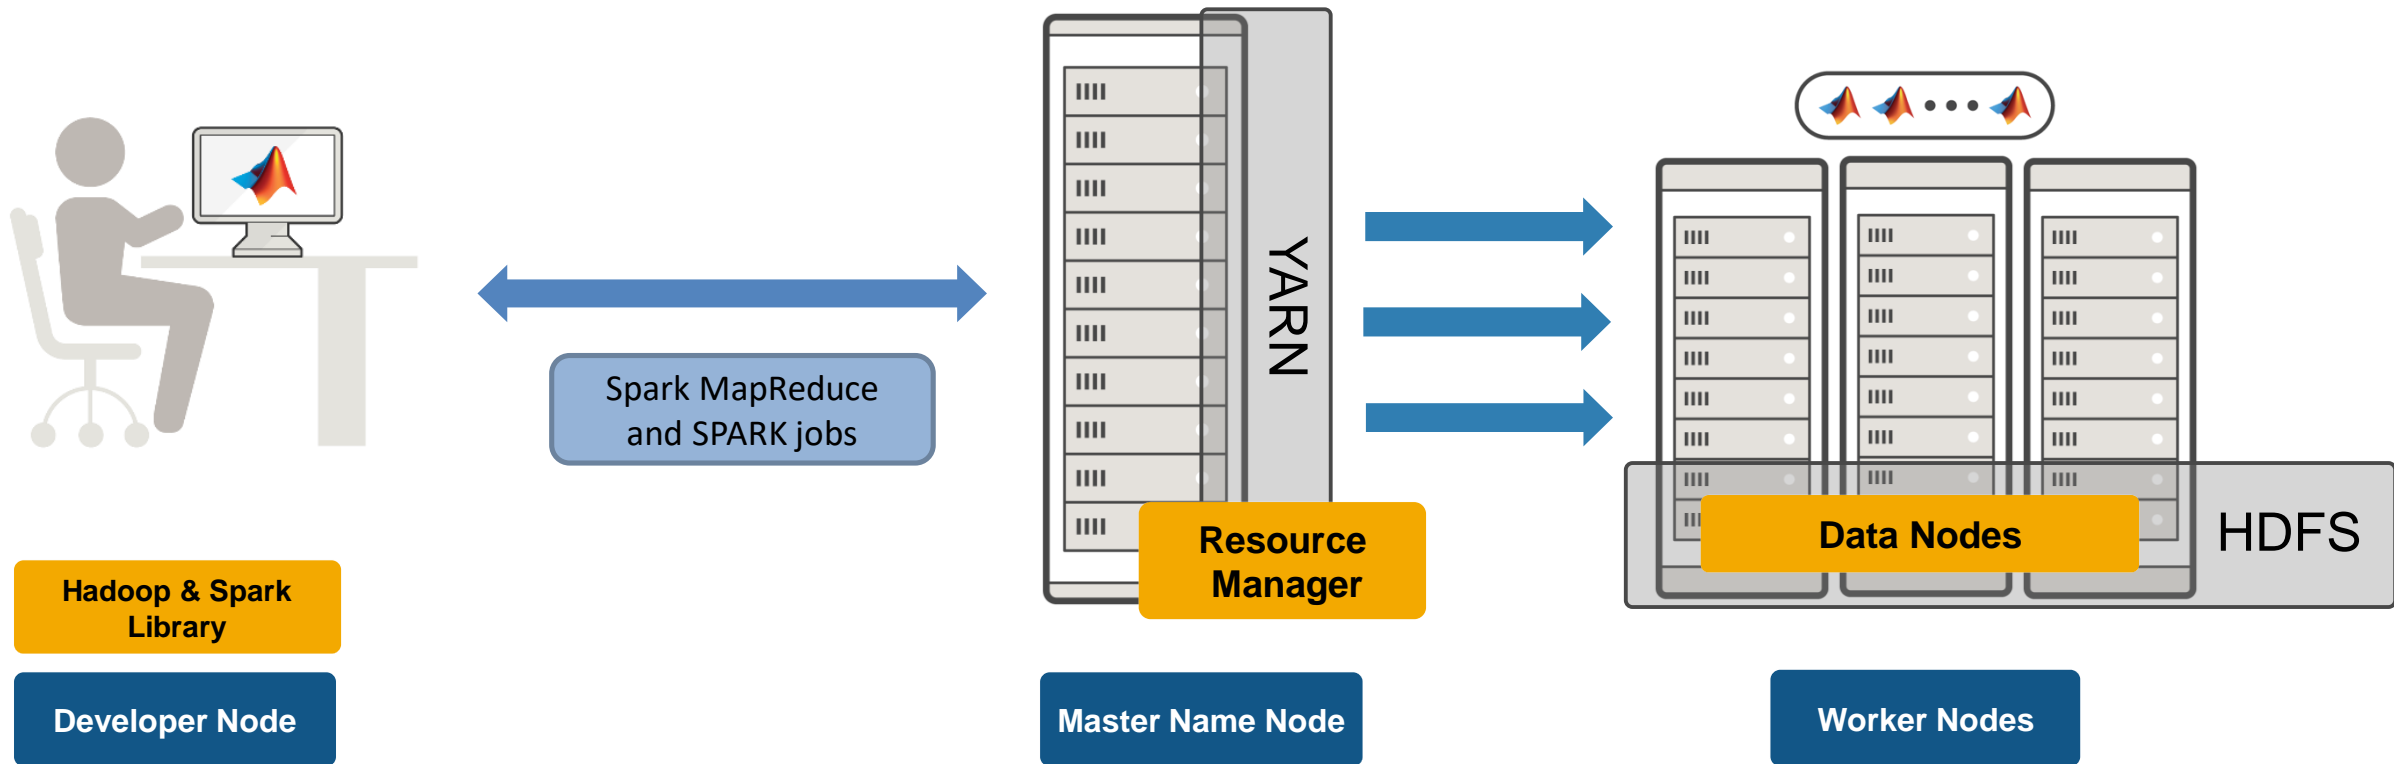 Spark MapReduce
and SPARK jobs
Hadoop & Spark
Library
Developer Node
YARN
Resource
Manager
Master Name Node
Data Nodes
HDFS
Worker Nodes